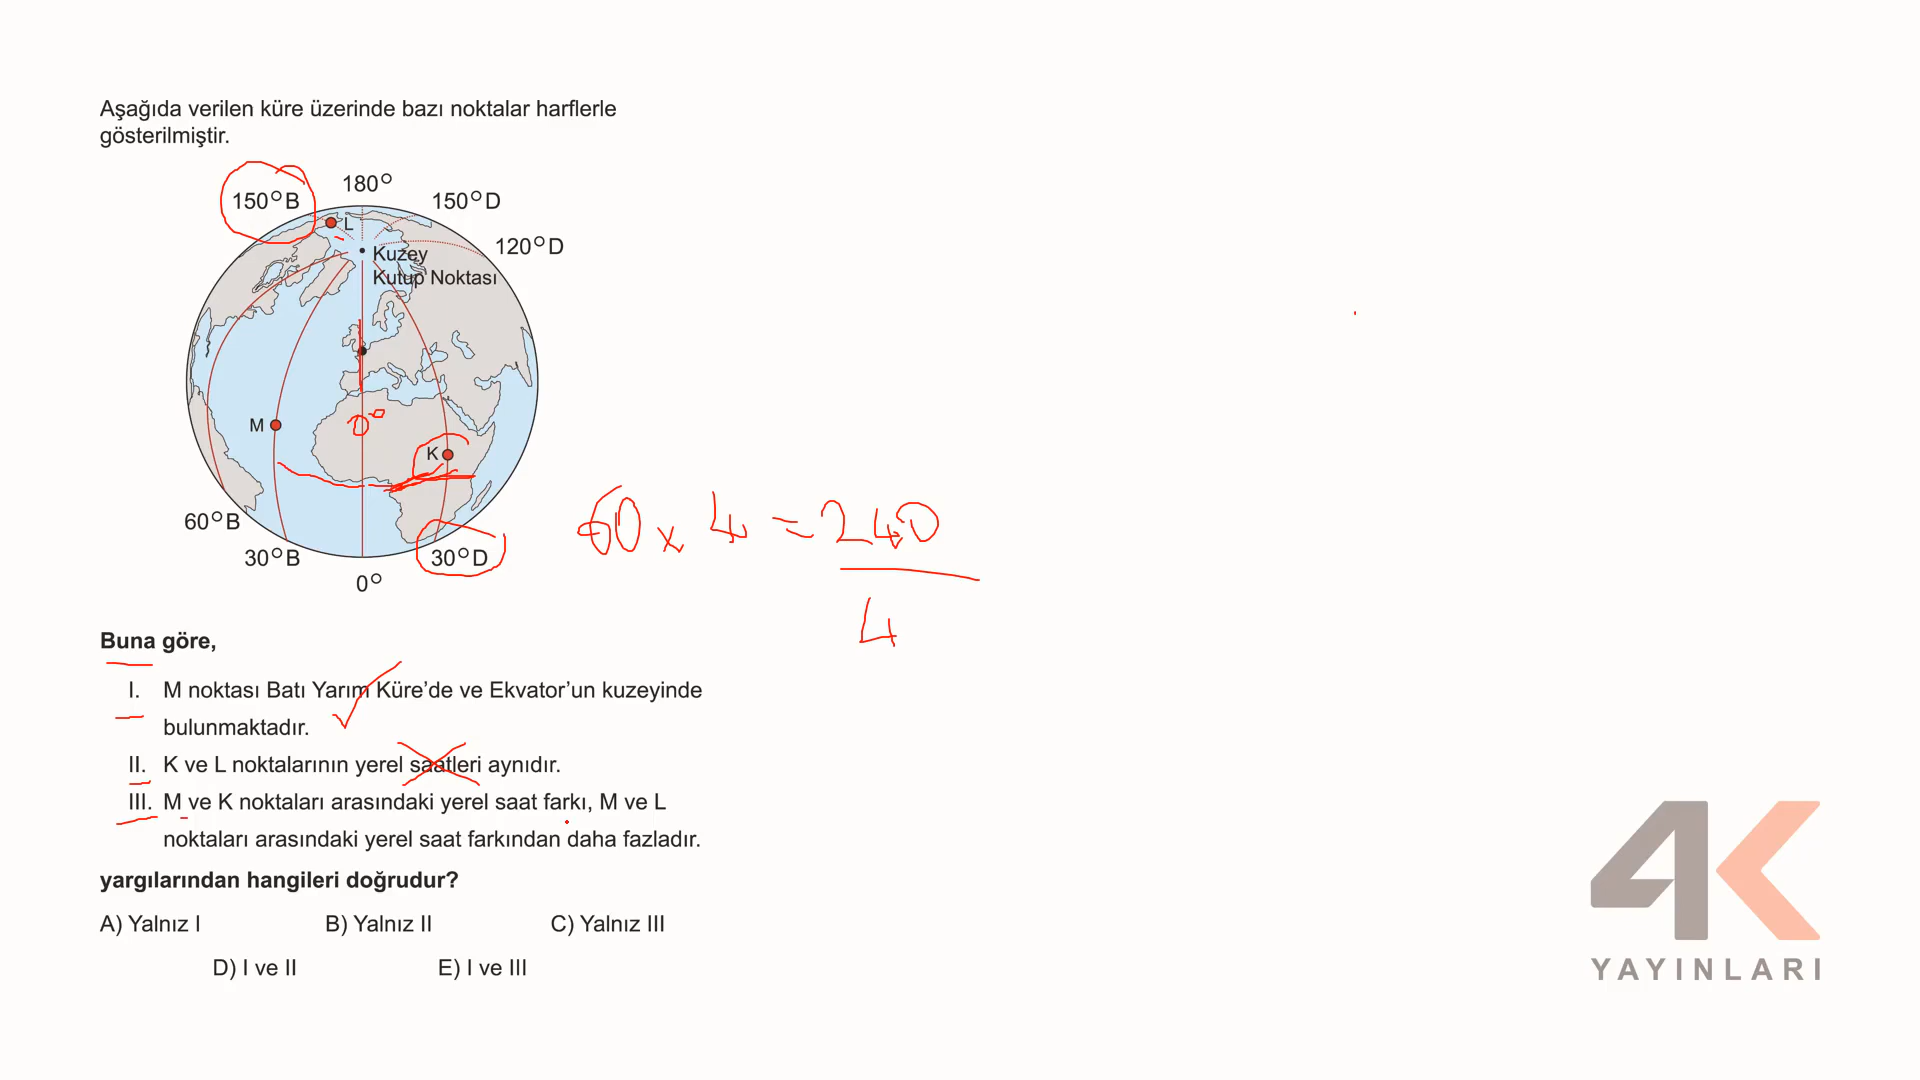 Aşağıda verilen küre üzerinde bazı noktalar harflerle
gösterilmiştir.
180°
150°B
150°D
L
120°D
Kuzey
Kutup Noktası
0°
M
K
60 x 4 = 240
4
60°B
30°B
30°D
0°
Buna göre,
I. M noktası Batı Yarım Küre’de ve Ekvator’un kuzeyinde
bulunmaktadır.
II. K ve L noktalarının yerel saatleri aynıdır.
III. M ve K noktaları arasındaki yerel saat farkı, M ve L
noktaları arasındaki yerel saat farkından daha fazladır.
yargılarından hangileri doğrudur?
A) Yalnız I B) Yalnız II C) Yalnız III
D) I ve II E) I ve III
4K
YAYINLARI